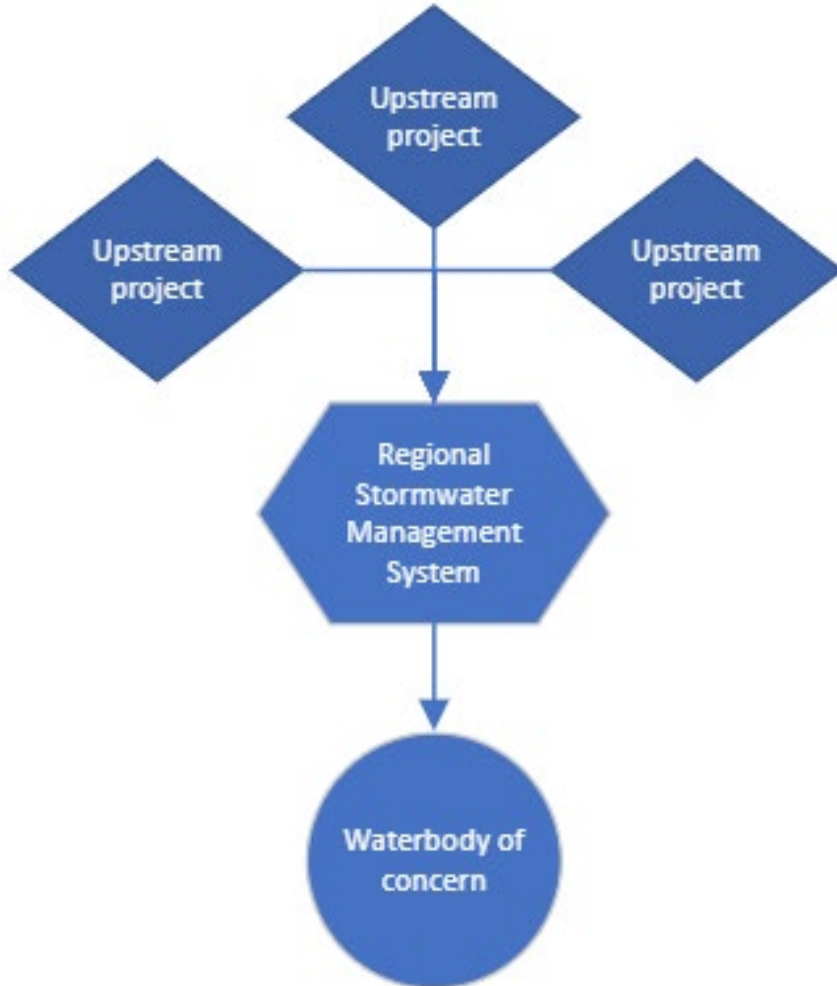 Upstream
project
Upstream
project
Upstream
project
Regional
Stormwater
Management
System
Waterbody of
concern